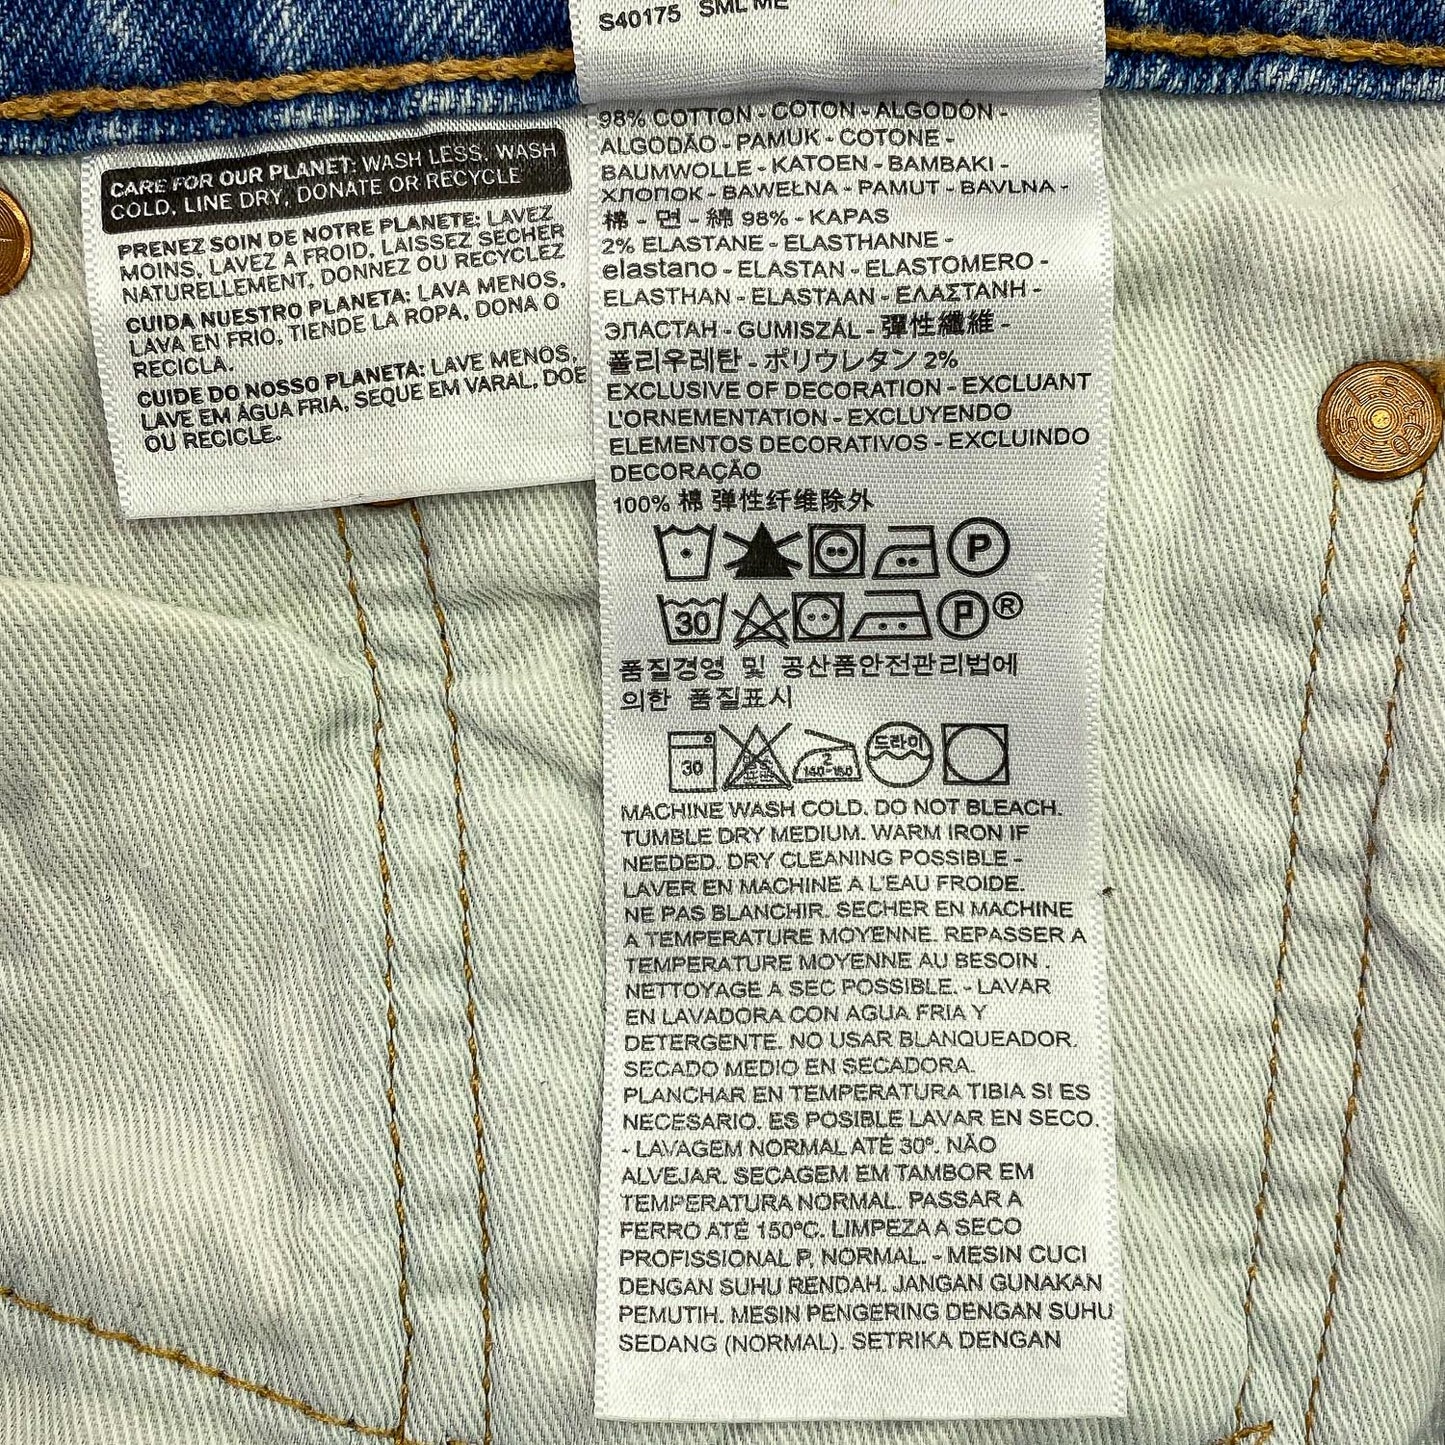 S40175 SML ME
CARE FOR OUR PLANET: WASH LESS, WASH
COLD, LINE DRY, DONATE OR RECYCLE
PRENEZ SOIN DE NOTRE PLANETE: LAVEZ
MOINS, LAVEZ A FROID, LAISSEZ SECHER
NATURELLEMENT, DONNEZ OU RECYCLEZ
CUIDA NUESTRO PLANETA: LAVA MENOS,
LAVA EN FRIO, TIENDE LA ROPA, DONA O
RECICLA.
CUIDE DO NOSSO PLANETA: LAVE MENOS,
LAVE EM ÁGUA FRIA, SEQUE EM VARAL, DOE
OU RECICLE.
98% COTTON - COTON - ALGODÓN -
ALGODÃO - PAMUK - COTONE -
BAUMWOLLE - KATOEN - BAMBAKI -
ХЛОПОК - BAWEŁNA - PAMUT - BAVLNA -
棉 - 면 - 綿 98% - KAPAS
2% ELASTANE - ELASTHANNE -
elastano - ELASTAN - ELASTOMERO -
ELASTHAN - ELASTAAN - ΕΛΑΣΤΑΝΗ -
ЭЛАСТАН - GUMISZÁL - 彈性纖維 -
폴리우레탄 - ポリウレタン 2%
EXCLUSIVE OF DECORATION - EXCLUANT
L'ORNEMENTATION - EXCLUYENDO
ELEMENTOS DECORATIVOS - EXCLUINDO
DECORAÇÃO
100% 棉 弹性纤维除外
P
30 P ®
품질경영 및 공산품안전관리법에
의한 품질표시
30 2 140-160 드라이
MACHINE WASH COLD. DO NOT BLEACH.
TUMBLE DRY MEDIUM. WARM IRON IF
NEEDED. DRY CLEANING POSSIBLE -
LAVER EN MACHINE A L'EAU FROIDE.
NE PAS BLANCHIR. SECHER EN MACHINE
A TEMPERATURE MOYENNE. REPASSER A
TEMPERATURE MOYENNE AU BESOIN .
NETTOYAGE A SEC POSSIBLE. - LAVAR
EN LAVADORA CON AGUA FRIA Y
DETERGENTE. NO USAR BLANQUEADOR.
SECADO MEDIO EN SECADORA.
PLANCHAR EN TEMPERATURA TIBIA SI ES
NECESARIO. ES POSIBLE LAVAR EN SECO.
- LAVAGEM NORMAL ATÉ 30º. NÃO
ALVEJAR. SECAGEM EM TAMBOR EM
TEMPERATURA NORMAL. PASSAR A
FERRO ATÉ 150ºC. LIMPEZA A SECO
PROFISSIONAL P, NORMAL. - MESIN CUCI
DENGAN SUHU RENDAH. JANGAN GUNAKAN
PEMUTIH. MESIN PENGERING DENGAN SUHU
SEDANG (NORMAL). SETRIKA DENGAN